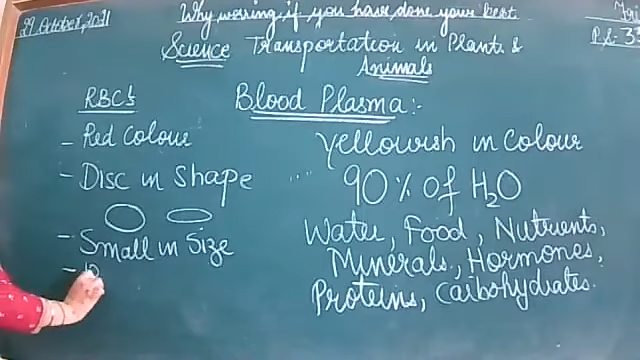 29 October, 2021
Why worring if you have done your best
Science Transportation in Plants &
Animals
P.S-33
RBC's
- Red Colour
- Disc in Shape
- Small in Size
Blood Plasma:-
Yellowish in Colour
90% of H2O
Water, Food, Nutrients,
Minerals, Hormones,
Proteins, Carbohydrates.